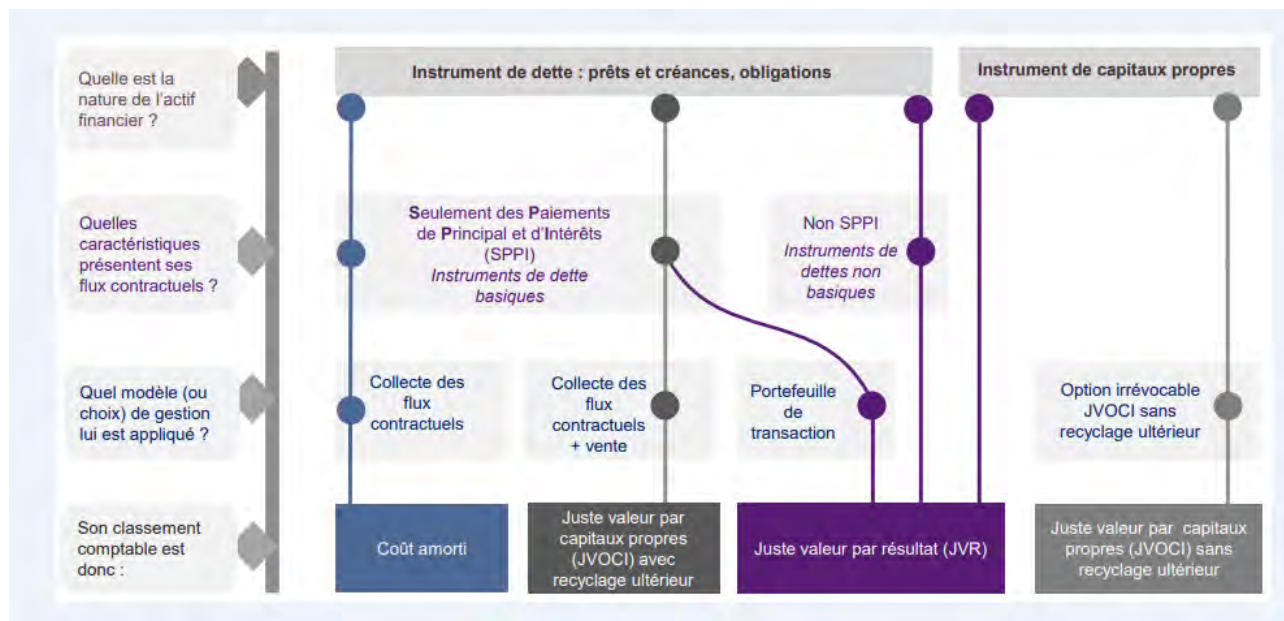 Quelle est la
nature de l'actif
financier ?
Instrument de dette : prêts et créances, obligations
Instrument de capitaux propres
Quelles
caractéristiques
présentent ses
flux contractuels ?
Seulement des Paiements
de Principal et d'Intérêts
(SPPI)
Instruments de dette
basiques
Non SPPI
Instruments de
dettes non
basiques
Quel modèle (ou
choix) de gestion
lui est appliqué ?
Collecte des
flux
contractuels
Collecte des
flux
contractuels
+ vente
Portefeuille
de
transaction
Option irrévocable
JVOCI sans
recyclage ultérieur
Son classement
comptable est
donc :
Coût amorti
Juste valeur par
capitaux propres
(JVOCI) avec
recyclage ultérieur
Juste valeur par résultat (JVR)
Juste valeur par capitaux
propres (JVOCI) sans
recyclage ultérieur